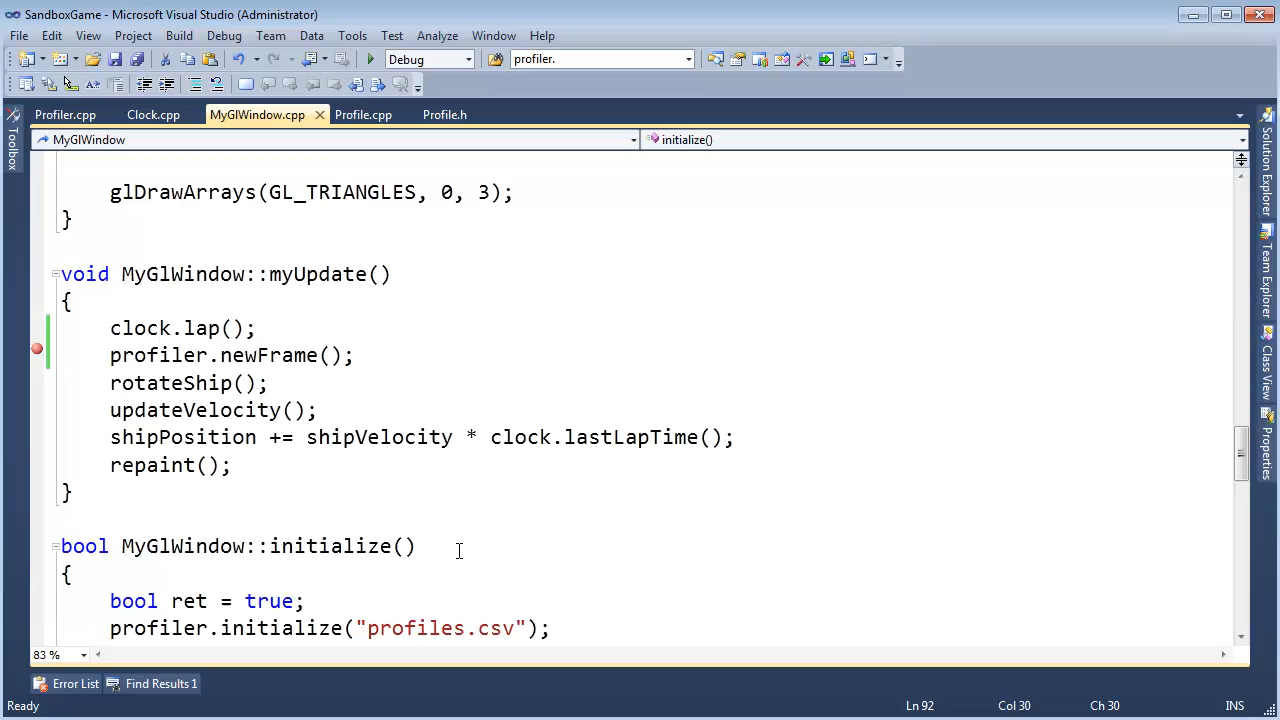 SandboxGame - Microsoft Visual Studio (Administrator)
File Edit View Project Build Debug Team Data Tools Test Analyze Window Help
Debug profiler.
Profiler.cpp Clock.cpp MyGlWindow.cpp Profile.cpp Profile.h
MyGlWindow initialize()
glDrawArrays(GL_TRIANGLES, 0, 3);
}
void MyGlWindow::myUpdate()
{
clock.lap();
profiler.newFrame();
rotateShip();
updateVelocity();
shipPosition += shipVelocity * clock.lastLapTime();
repaint();
}
bool MyGlWindow::initialize()
{
bool ret = true;
profiler.initialize("profiles.csv");
83 %
Error List Find Results 1
Ready Ln 92 Col 30 Ch 30 INS
Toolbox
Solution Explorer
Team Explorer
Class View
Properties